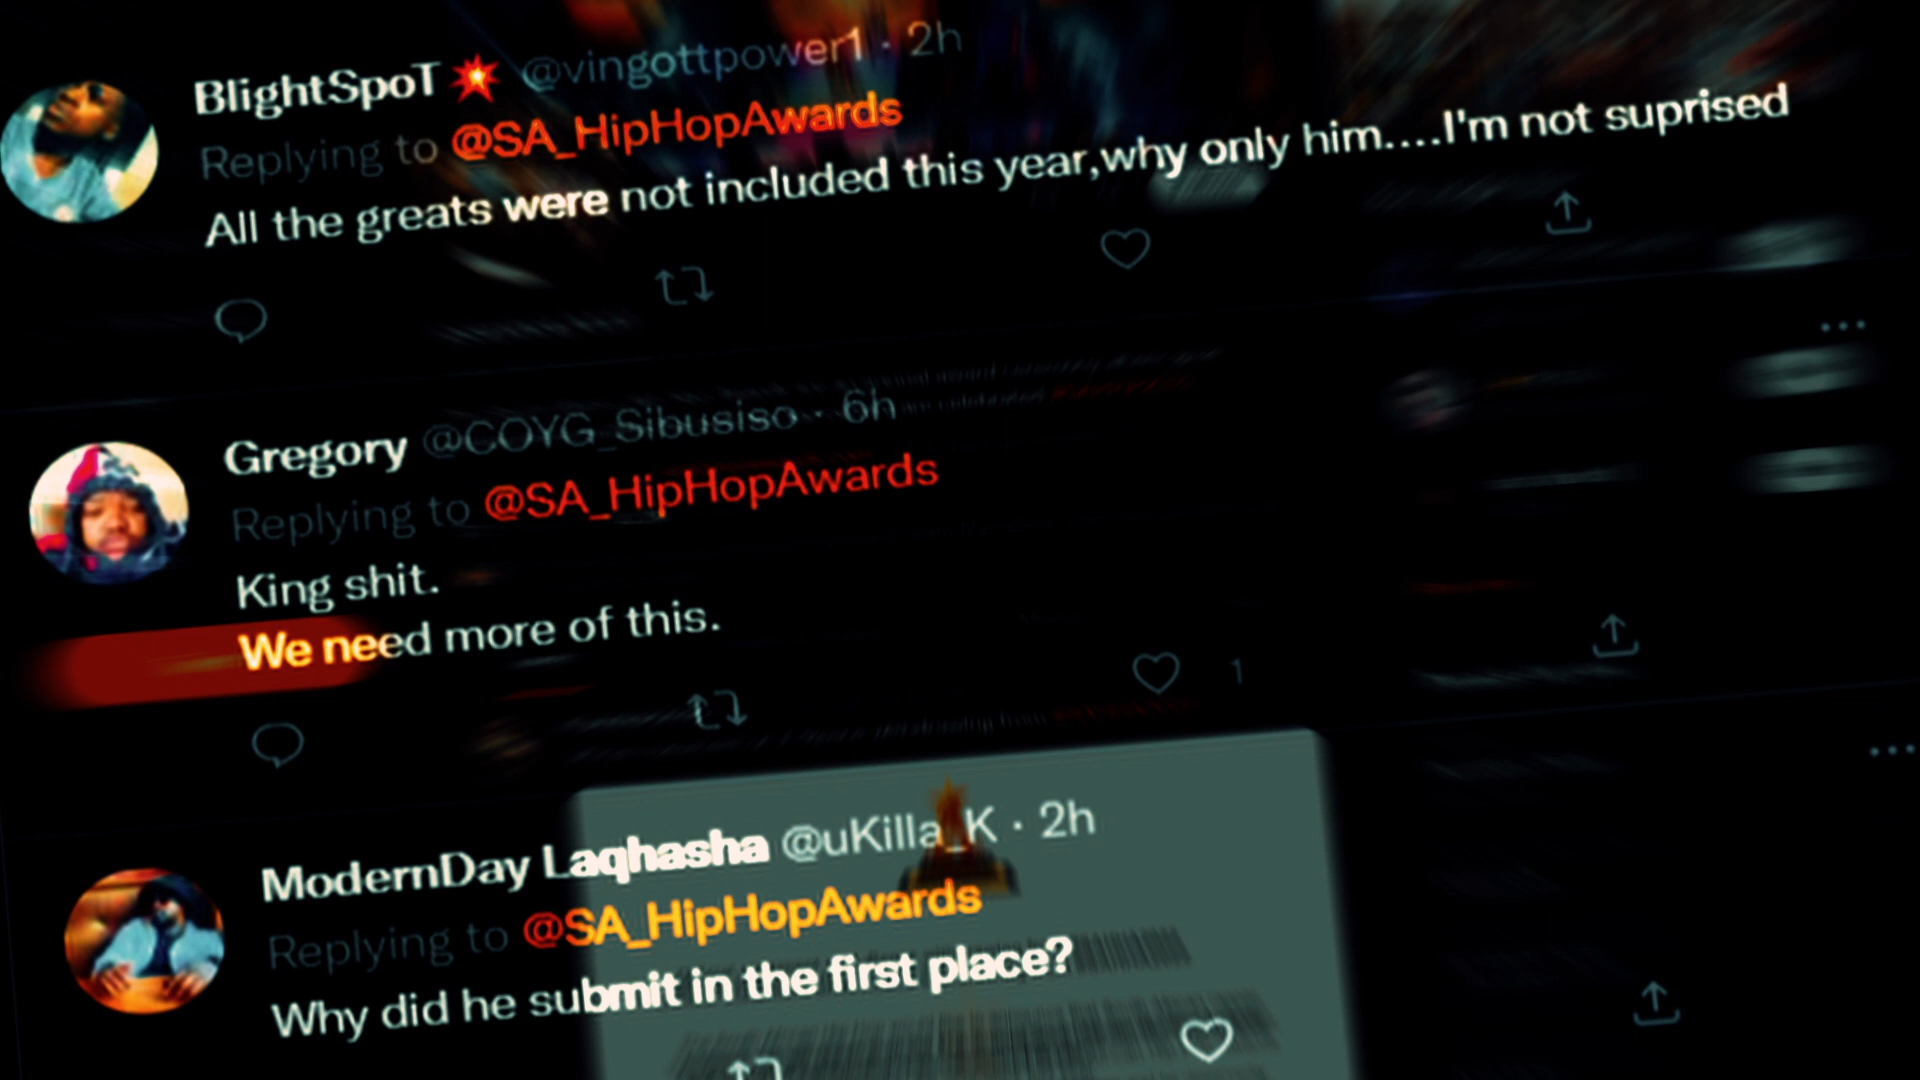 BlightSpoT💥 @vingottpower1 · 2h
Replying to @SA_HipHopAwards
All the greats were not included this year,why only him....I'm not suprised
Gregory @COYG_Sibusiso · 6h
Replying to @SA_HipHopAwards
King shit.
We need more of this.
1
ModernDay Laqhasha @uKilla_K · 2h
Replying to @SA_HipHopAwards
Why did he submit in the first place?